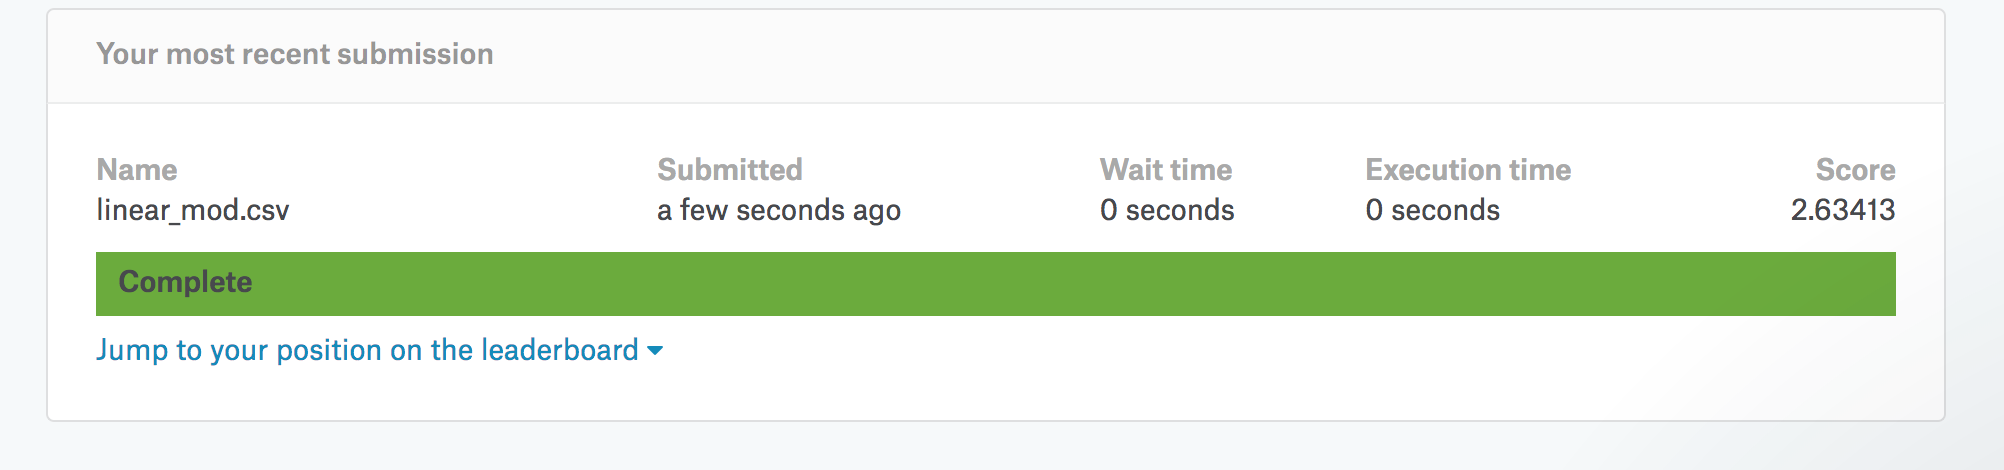 Your most recent submission
Name Submitted Wait time Execution time Score
linear_mod.csv a few seconds ago 0 seconds 0 seconds 2.63413
Complete
Jump to your position on the leaderboard